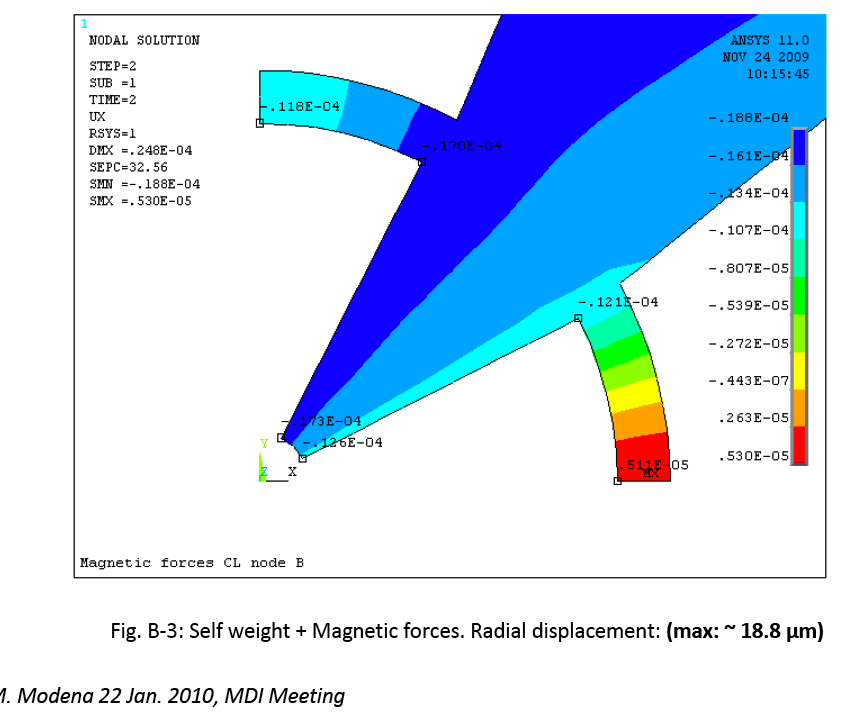 1
NODAL SOLUTION
STEP=2
SUB =1
TIME=2
UX
RSYS=1
DMX =.248E-04
SEPC=32.56
SMN =-.188E-04
SMX =.530E-05
ANSYS 11.0
NOV 24 2009
10:15:45
-.118E-04
-.170E-04
-.121E-04
-.173E-04
-.126E-04
.511E-05
MX
Y
Z
X
-.188E-04
-.161E-04
-.134E-04
-.107E-04
-.807E-05
-.539E-05
-.272E-05
-.443E-07
.263E-05
.530E-05
Magnetic forces CL node B
Fig. B-3: Self weight + Magnetic forces. Radial displacement: (max: ~ 18.8 μm)
M. Modena 22 Jan. 2010, MDI Meeting